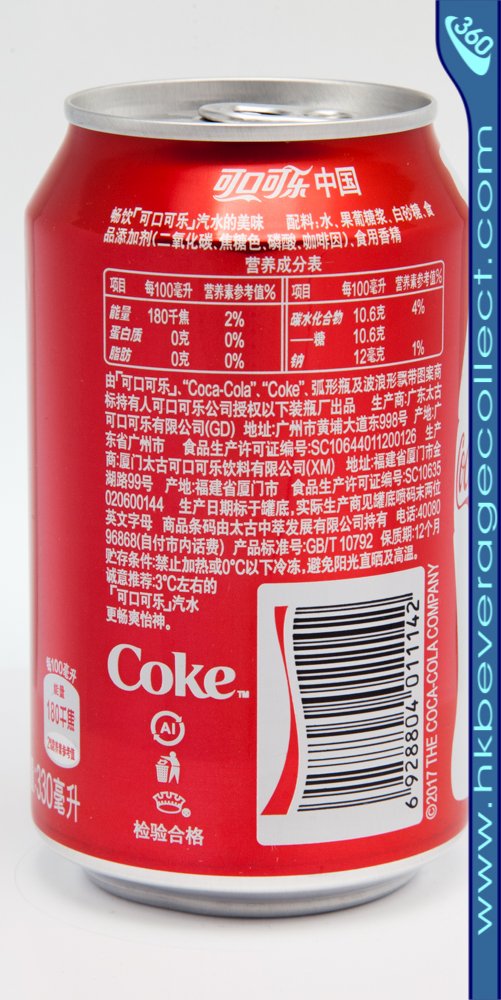 可口可乐 中国
畅饮「可口可乐」汽水的美味 配料:水、果葡糖浆、白砂糖、食
品添加剂(二氧化碳、焦糖色、磷酸、咖啡因)、食用香精
营养成分表
项目 每100毫升 营养素参考值% 项目 每100毫升 营养素参考值%
能量 180千焦 2% 碳水化合物 10.6克 4%
蛋白质 0克 0% —糖 10.6克
脂肪 0克 0% 钠 12毫克 1%
由「可口可乐」、“Coca-Cola”、“Coke”、弧形瓶及波浪形飘带图案商
标持有人可口可乐公司授权以下装瓶厂出品 生产商:广东太古
可口可乐有限公司(GD) 地址:广州市黄埔大道东998号 产地:广
东省广州市 食品生产许可证编号:SC10644011200126 生产
商:厦门太古可口可乐饮料有限公司(XM) 地址:福建省厦门市金
湖路99号 产地:福建省厦门市 食品生产许可证编号:SC10635
020600144 生产日期标于罐底,实际生产商见罐底喷码末两位
英文字母 商品条码由太古中萃发展有限公司持有 电话:40080
96868(自付市内话费) 产品标准号:GB/T 10792 保质期:12个月
贮存条件:禁止加热或0°C以下冷冻,避免阳光直晒及高温。
诚意推荐:3°C左右的
「可口可乐」汽水
更畅爽怡神。
Coke™
AI
检验合格
每100毫升
能量
180千焦
2%营养素参考值
:330毫升
6 928804 011142
©2017 THE COCA-COLA COMPANY
360
www.hkbeveragecollect.com